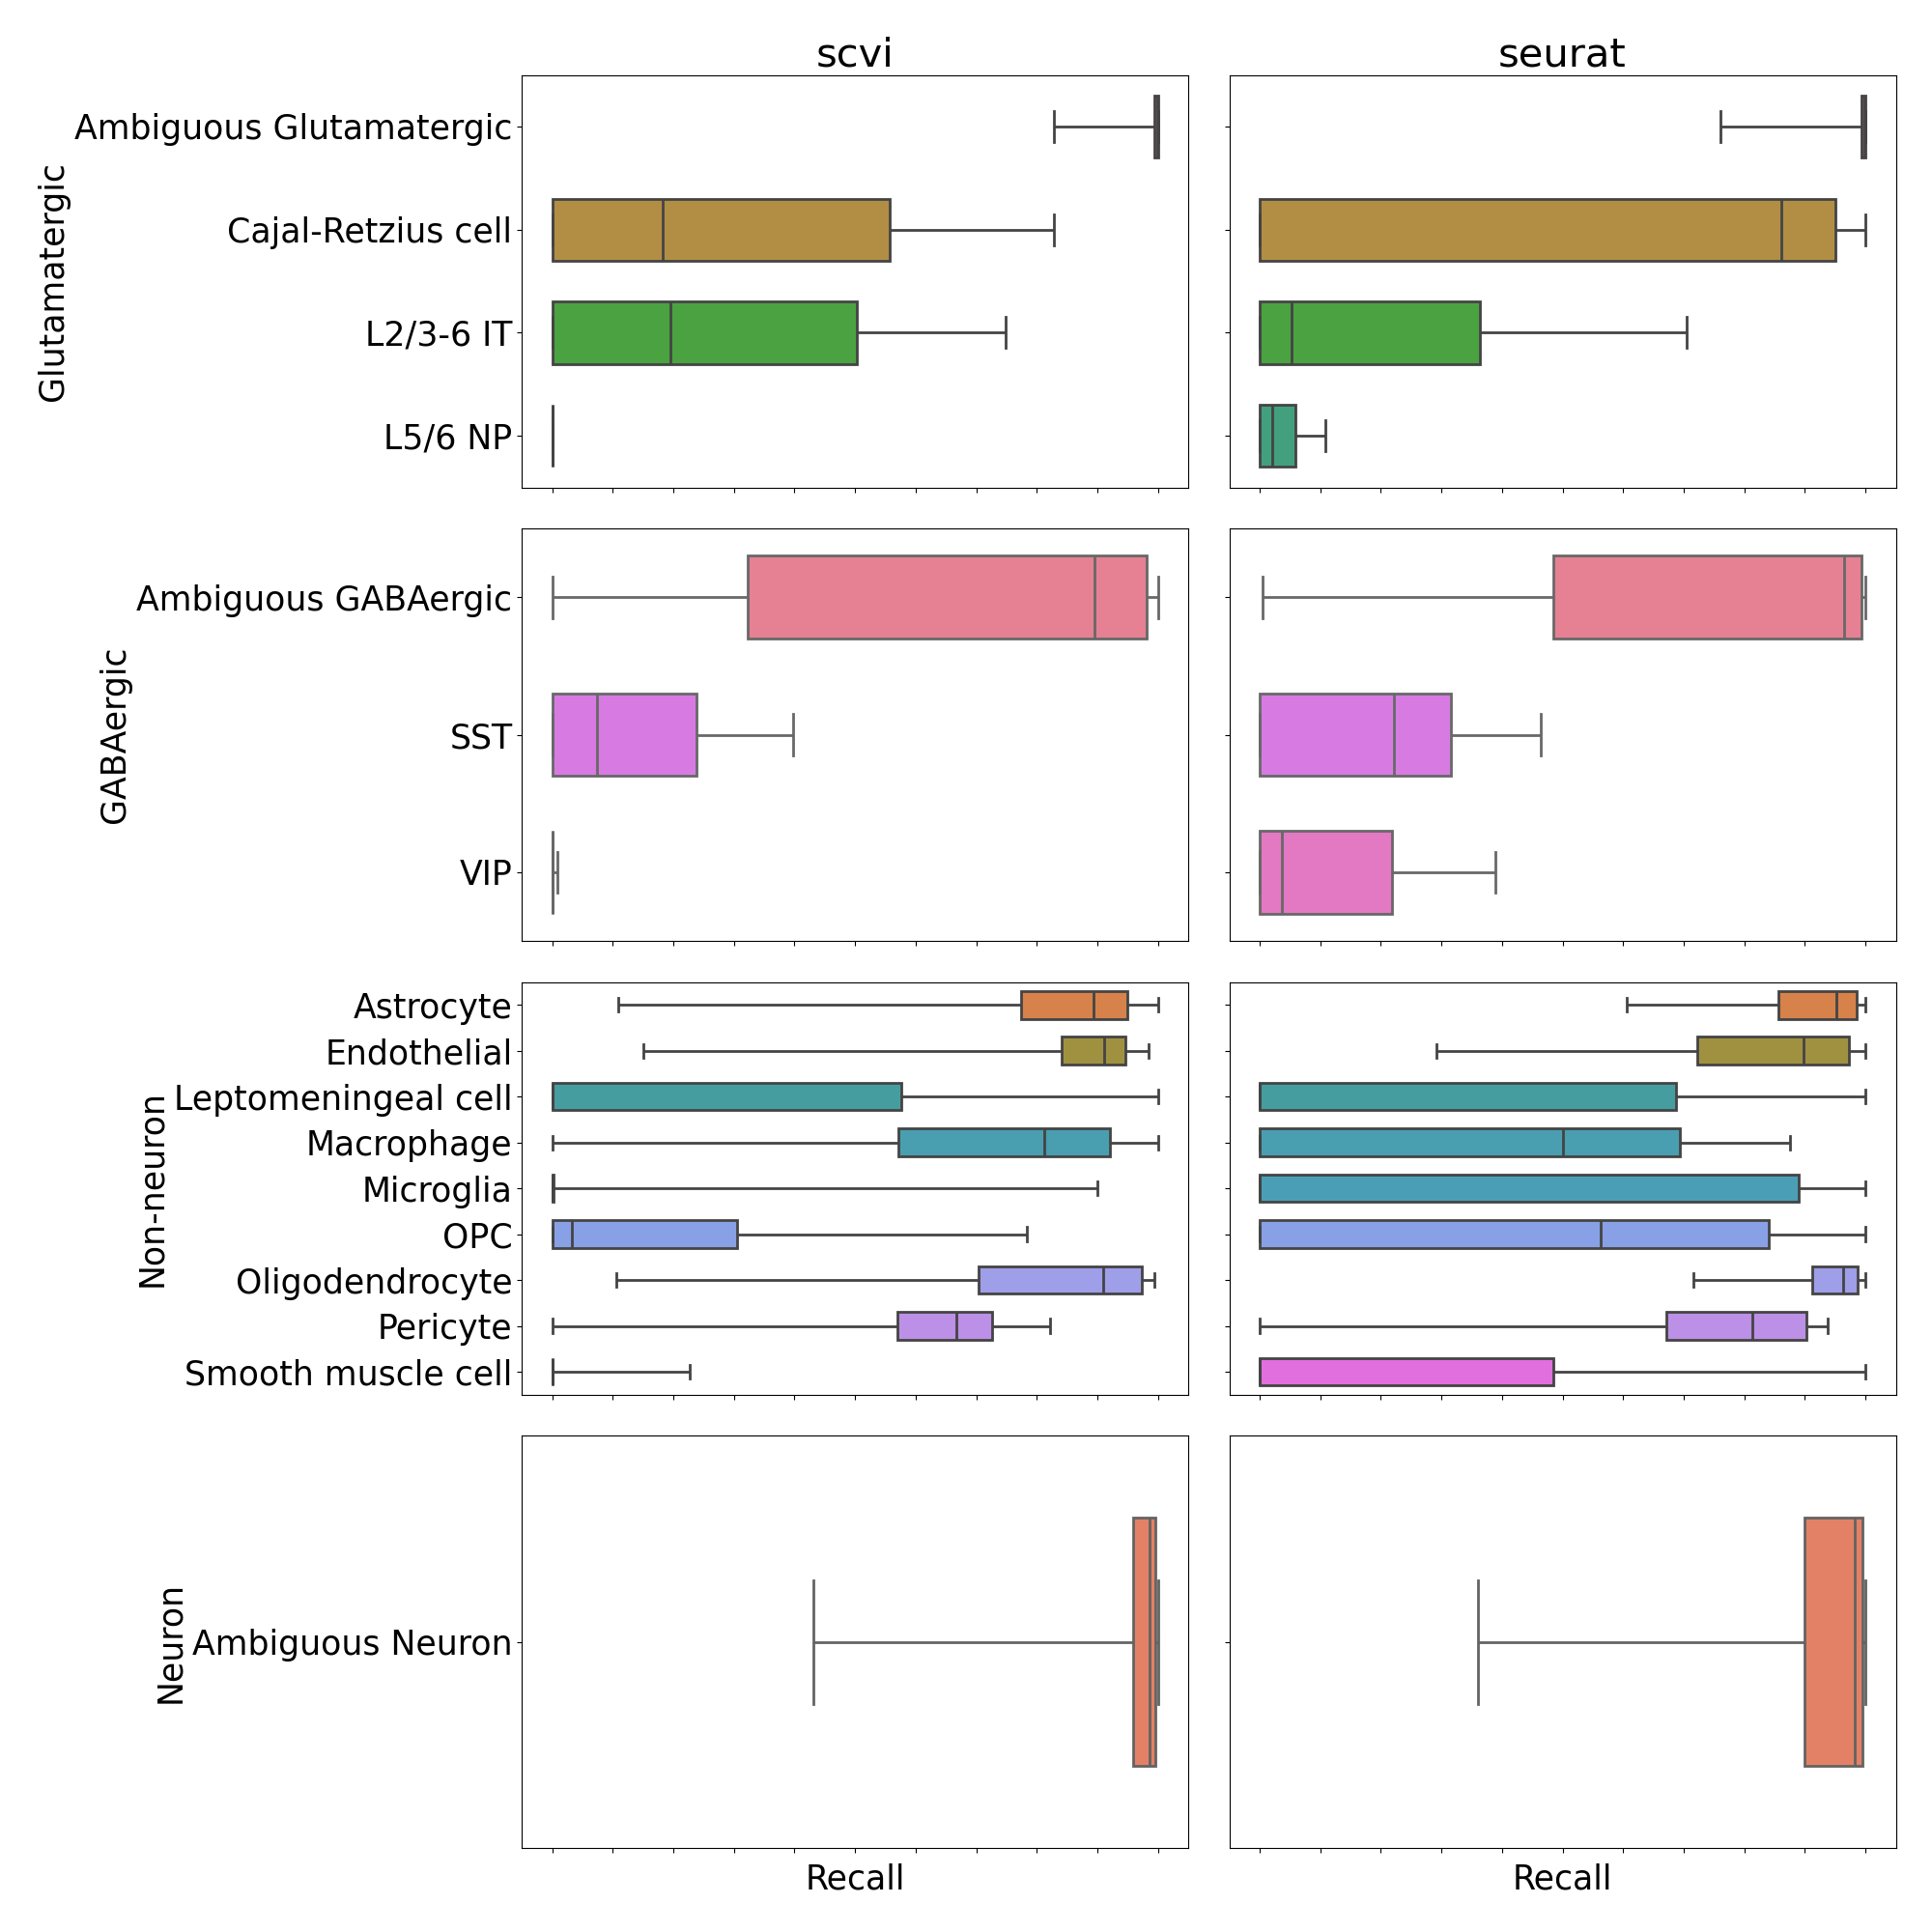 scvi
seurat
Glutamatergic
Ambiguous Glutamatergic
Cajal-Retzius cell
L2/3-6 IT
L5/6 NP
GABAergic
Ambiguous GABAergic
SST
VIP
Non-neuron
Astrocyte
Endothelial
Leptomeningeal cell
Macrophage
Microglia
OPC
Oligodendrocyte
Pericyte
Smooth muscle cell
Neuron
Ambiguous Neuron
Recall
Recall